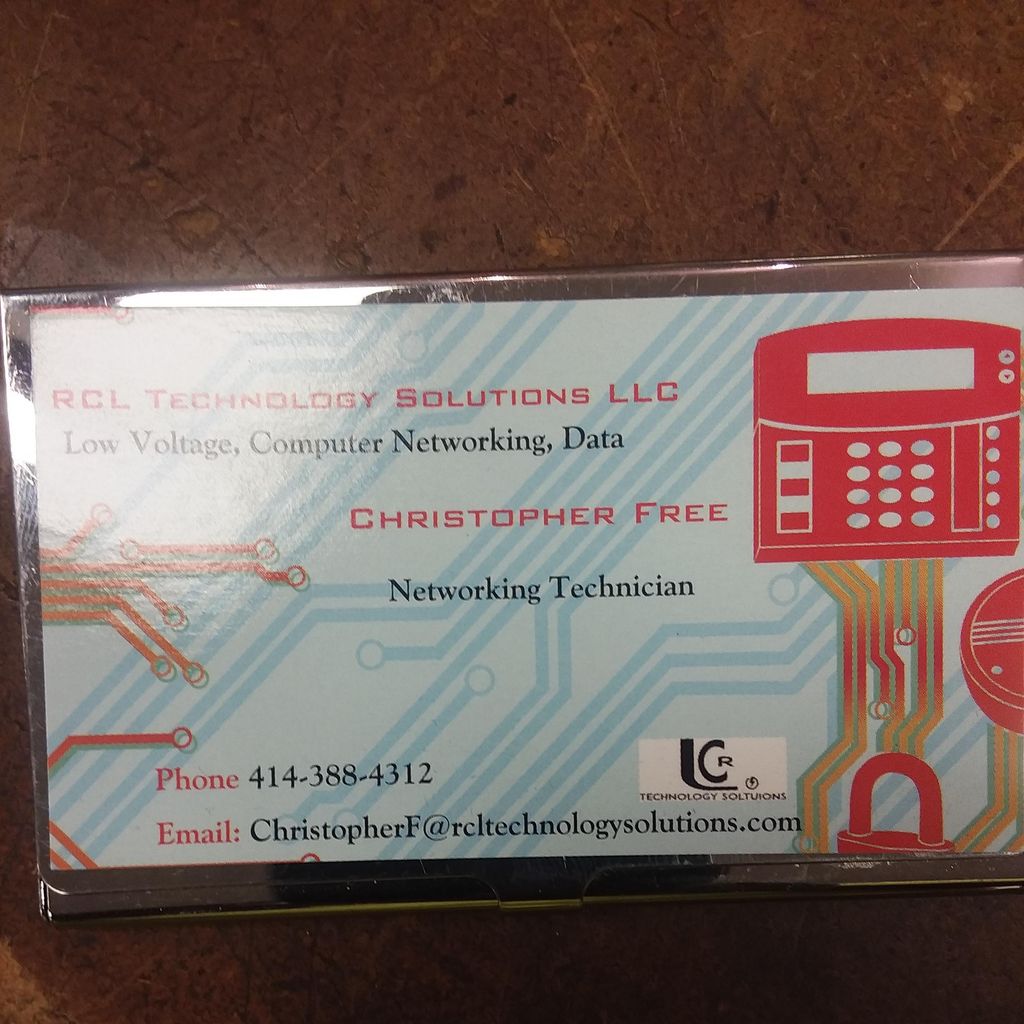 RCL Technology Solutions LLC
Low Voltage, Computer Networking, Data
Christopher Free
Networking Technician
LCR
TECHNOLOGY SOLTUIONS
Phone 414-388-4312
Email: ChristopherF@rcltechnologysolutions.com